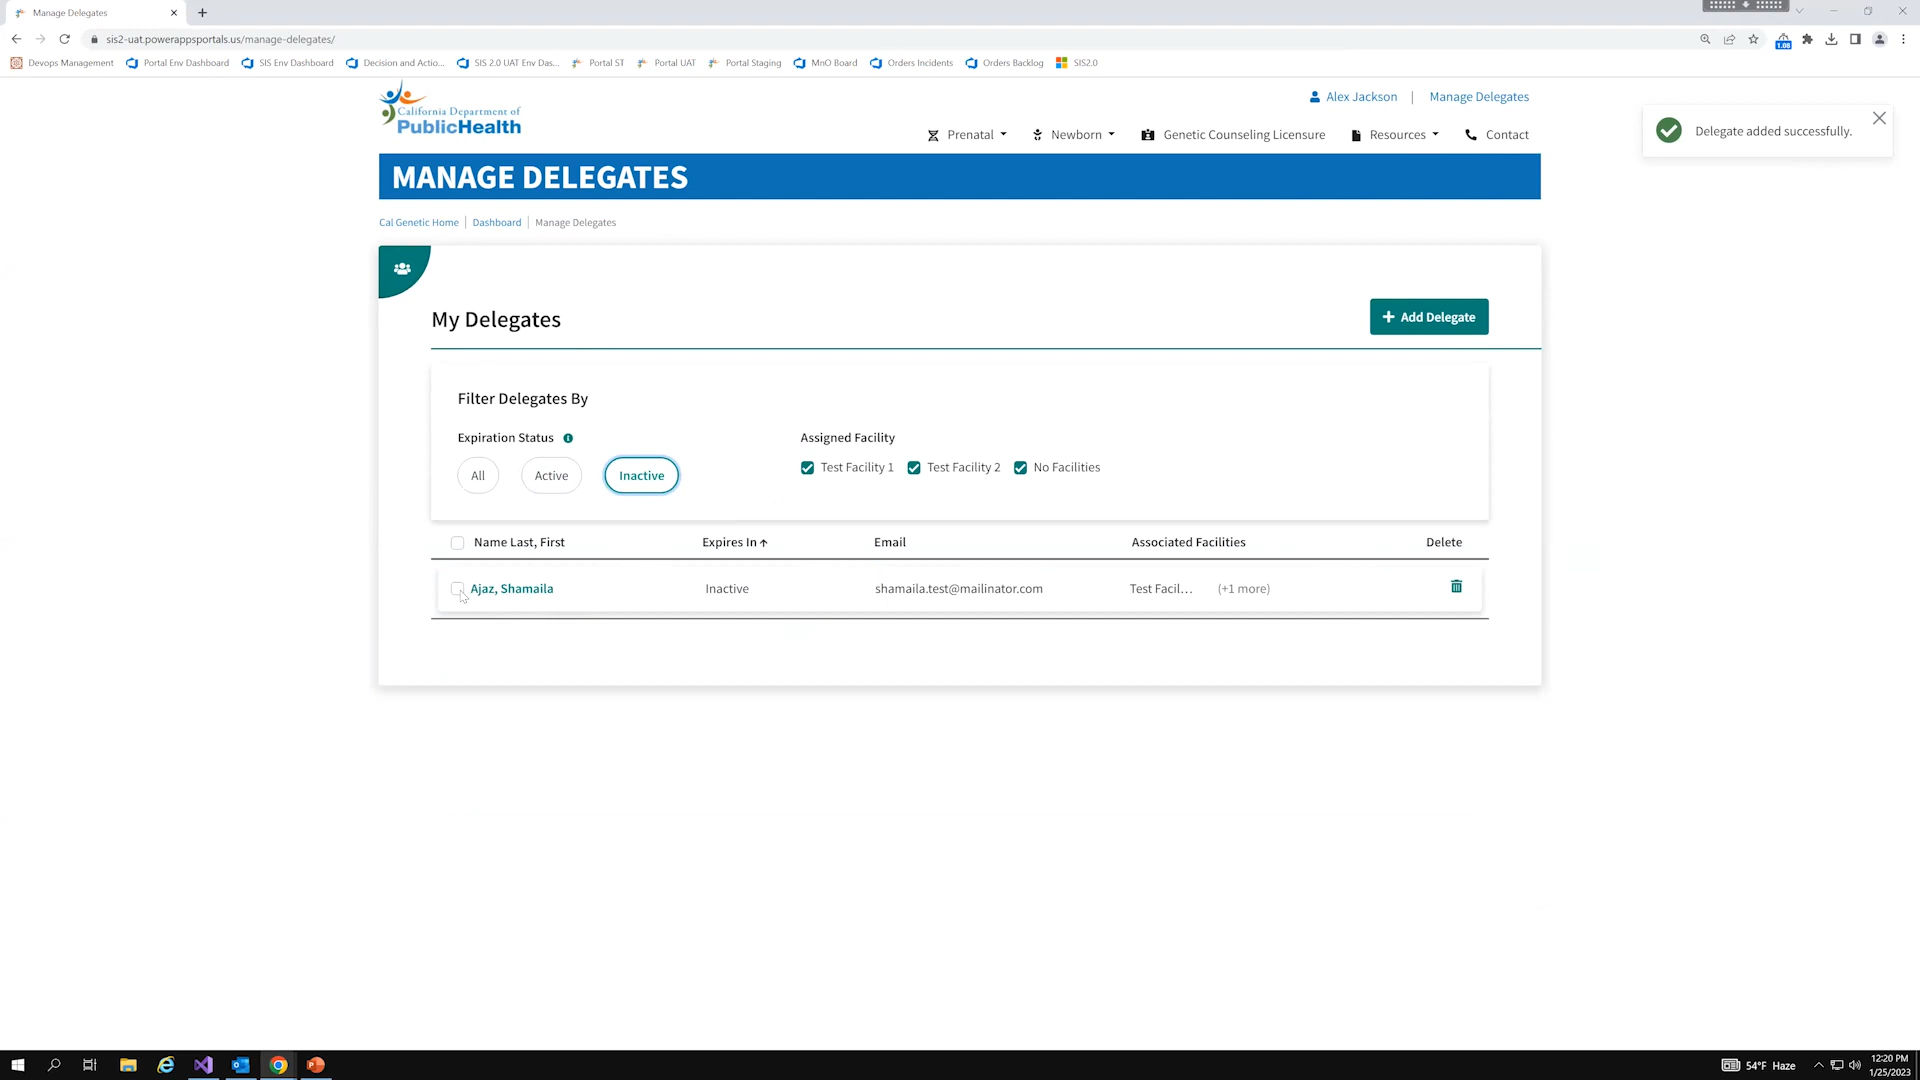 Manage Delegates
sis2-uat.powerappsportals.us/manage-delegates/
1.08
Devops Management Portal Env Dashboard SIS Env Dashboard Decision and Actio... SIS 2.0 UAT Env Das... Portal ST Portal UAT Portal Staging MnO Board Orders Incidents Orders Backlog SIS2.0
California Department of
PublicHealth
Alex Jackson | Manage Delegates
Delegate added successfully.
Prenatal Newborn Genetic Counseling Licensure Resources Contact
MANAGE DELEGATES
Cal Genetic Home | Dashboard | Manage Delegates
My Delegates
+ Add Delegate
Filter Delegates By
Expiration Status Assigned Facility
All Active Inactive Test Facility 1 Test Facility 2 No Facilities
Name Last, First Expires In Email Associated Facilities Delete
Ajaz, Shamaila Inactive shamaila.test@mailinator.com Test Facil... (+1 more)
54°F Haze
12:20 PM
1/25/2023